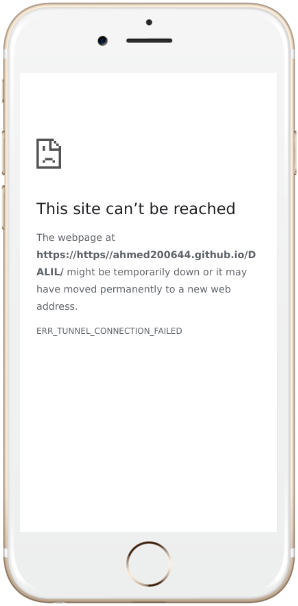 This site can’t be reached
The webpage at
https://https//ahmed200644.github.io/D
ALIL/ might be temporarily down or it may
have moved permanently to a new web
address.
ERR_TUNNEL_CONNECTION_FAILED